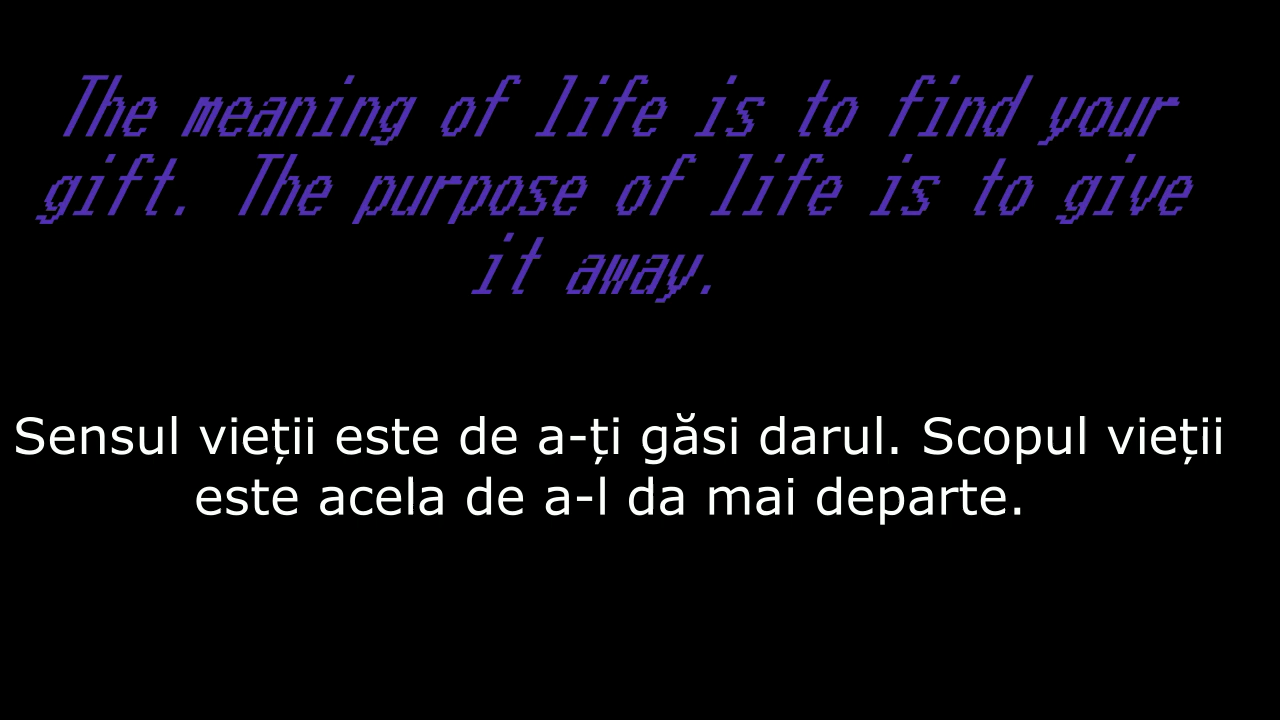 The meaning of life is to find your
gift. The purpose of life is to give
it away.
Sensul vieții este de a-ți găsi darul. Scopul vieții
este acela de a-l da mai departe.